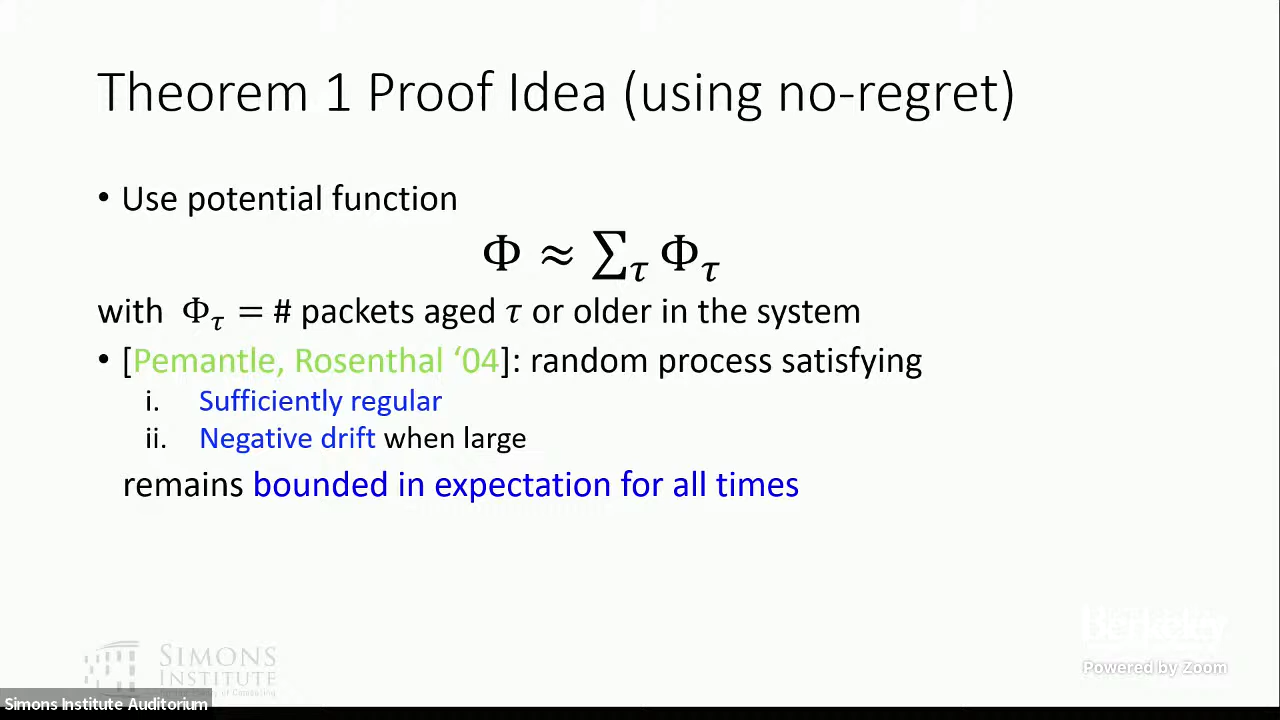 Theorem 1 Proof Idea (using no-regret)
• Use potential function
Φ ≈ ∑τ Φτ
with Φτ = # packets aged τ or older in the system
• [Pemantle, Rosenthal ‘04]: random process satisfying
i. Sufficiently regular
ii. Negative drift when large
remains bounded in expectation for all times
Berkeley
Powered by Zoom
SIMONS
INSTITUTE
Simons Institute Auditorium